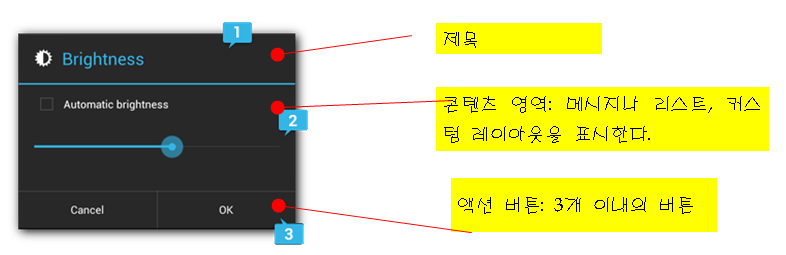 1
제목
Brightness
콘텐츠 영역: 메시지나 리스트, 커스
텀 레이아웃을 표시한다.
Automatic brightness
2
액션 버튼: 3개 이내의 버튼
Cancel
OK
3